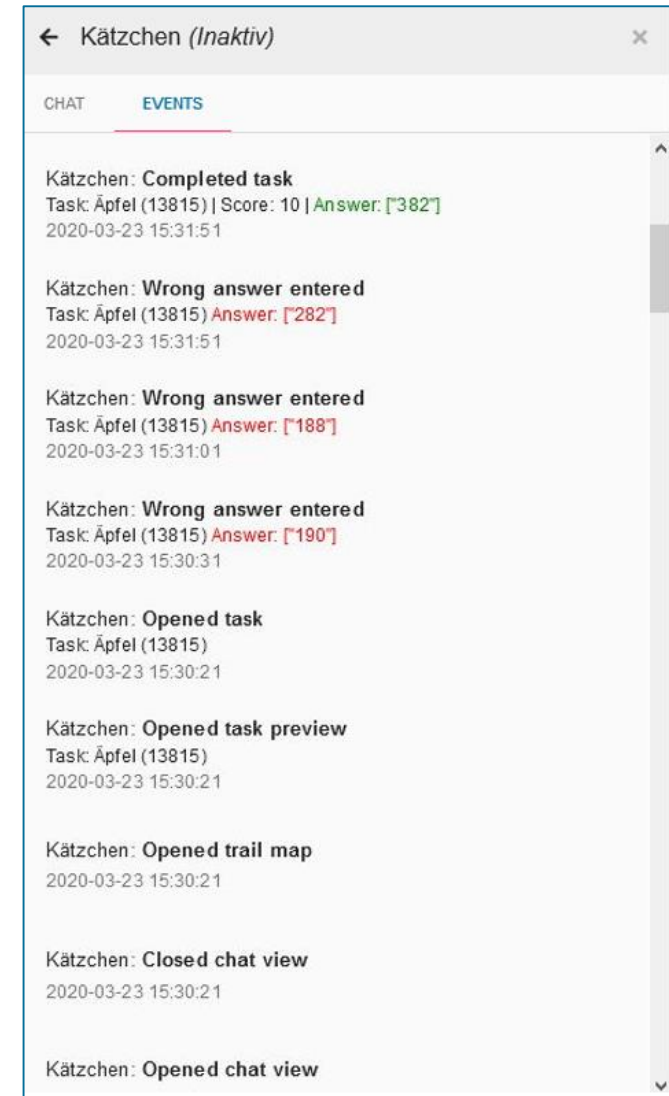 ← Kätzchen (Inaktiv) ×
CHAT EVENTS
Kätzchen: Completed task
Task: Äpfel (13815) | Score: 10 | Answer: ["382"]
2020-03-23 15:31:51
Kätzchen: Wrong answer entered
Task: Äpfel (13815) Answer: ["282"]
2020-03-23 15:31:51
Kätzchen: Wrong answer entered
Task: Äpfel (13815) Answer: ["188"]
2020-03-23 15:31:01
Kätzchen: Wrong answer entered
Task: Äpfel (13815) Answer: ["190"]
2020-03-23 15:30:31
Kätzchen: Opened task
Task: Äpfel (13815)
2020-03-23 15:30:21
Kätzchen: Opened task preview
Task: Äpfel (13815)
2020-03-23 15:30:21
Kätzchen: Opened trail map
2020-03-23 15:30:21
Kätzchen: Closed chat view
2020-03-23 15:30:21
Kätzchen: Opened chat view